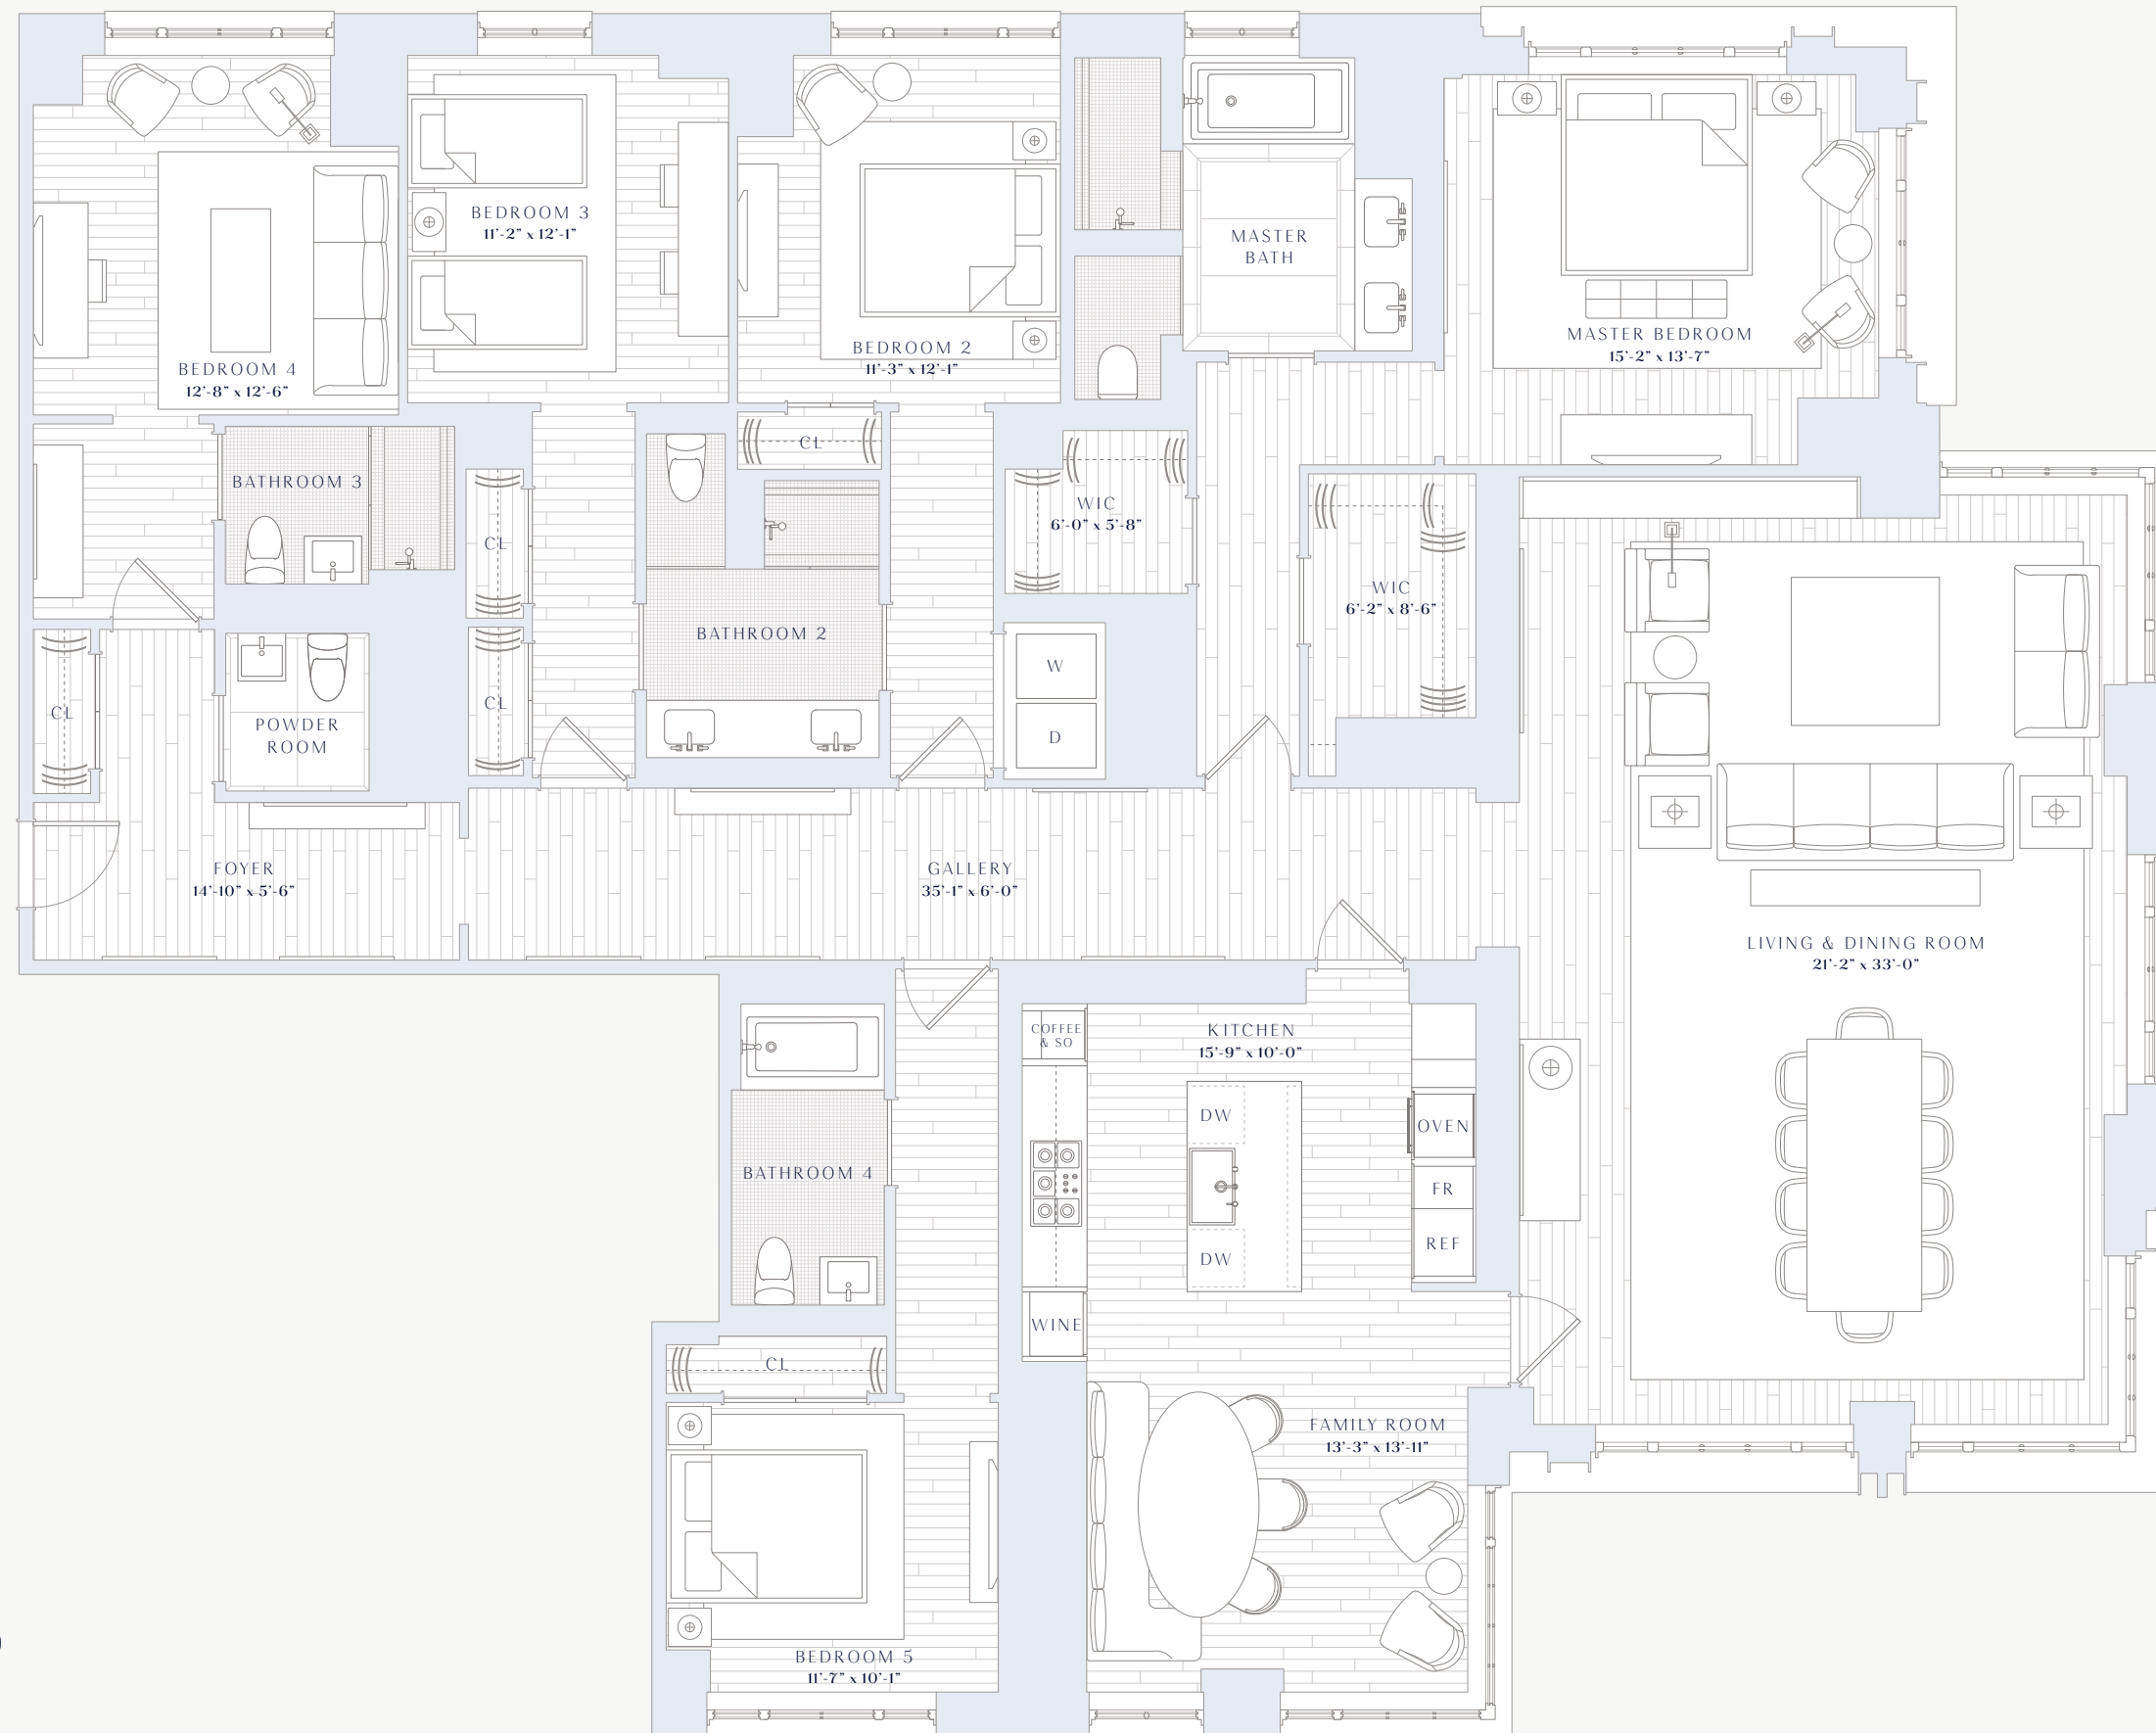 BEDROOM 3
11'-2" x 12'-1"
MASTER
BATH
MASTER BEDROOM
15'-2" x 13'-7"
BEDROOM 2
11'-3" x 12'-1"
BEDROOM 4
12'-8" x 12'-6"
CL
BATHROOM 3
WIC
6'-0" x 5'-8"
CL
WIC
6'-2" x 8'-6"
BATHROOM 2
W
CL
CL
POWDER
ROOM
D
FOYER
14'-10" x 5'-6"
GALLERY
35'-1" x 6'-0"
LIVING & DINING ROOM
21'-2" x 33'-0"
COFFEE
& SO
KITCHEN
15'-9" x 10'-0"
DW
OVEN
BATHROOM 4
FR
REF
DW
WINE
CL
FAMILY ROOM
13'-3" x 13'-11"
BEDROOM 5
11'-7" x 10'-1"